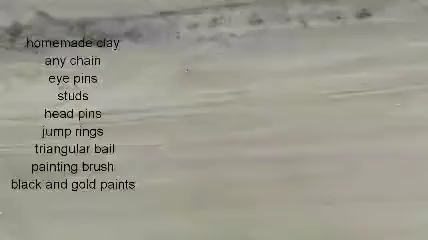 homemade clay
any chain
eye pins
studs
head pins
jump rings
triangular bail
painting brush
black and gold paints